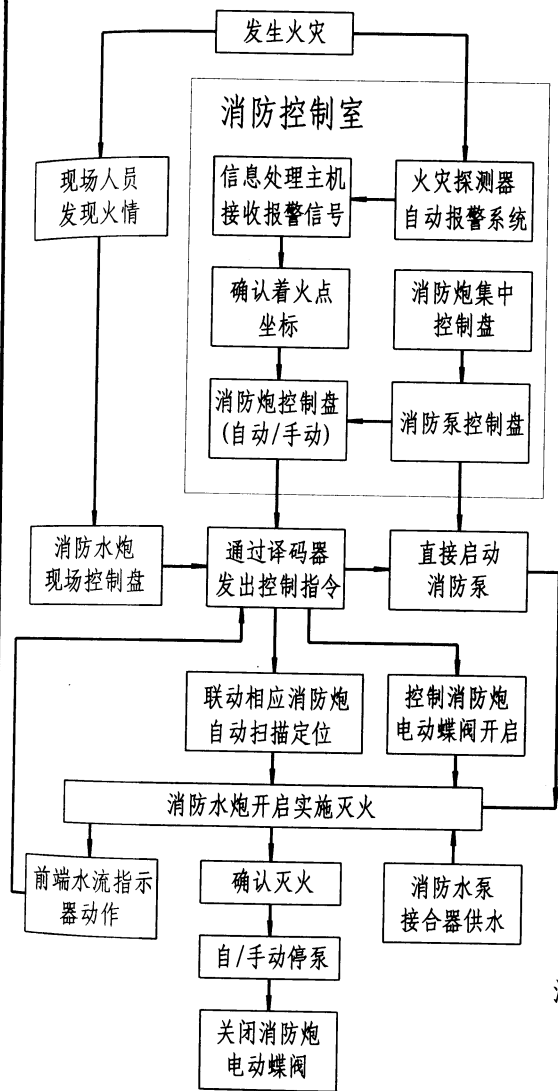 发生火灾
消防控制室
现场人员
发现火情
信息处理主机
接收报警信号
火灾探测器
自动报警系统
确认着火点
坐标
消防炮集中
控制盘
消防炮控制盘
(自动/手动)
消防泵控制盘
消防水炮
现场控制盘
通过译码器
发出控制指令
直接启动
消防泵
联动相应消防炮
自动扫描定位
控制消防炮
电动蝶阀开启
消防水炮开启实施灭火
前端水流指示
器动作
确认灭火
消防水泵
接合器供水
自/手动停泵
关闭消防炮
电动蝶阀